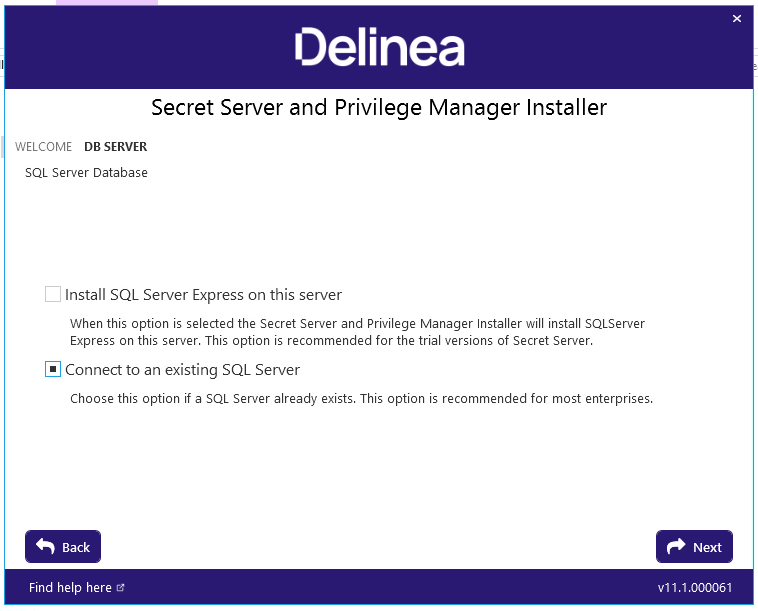 Delinea
Secret Server and Privilege Manager Installer
WELCOME DB SERVER
SQL Server Database
Install SQL Server Express on this server
When this option is selected the Secret Server and Privilege Manager Installer will install SQLServer
Express on this server. This option is recommended for the trial versions of Secret Server.
Connect to an existing SQL Server
Choose this option if a SQL Server already exists. This option is recommended for most enterprises.
Back Next
Find help here v11.1.000061